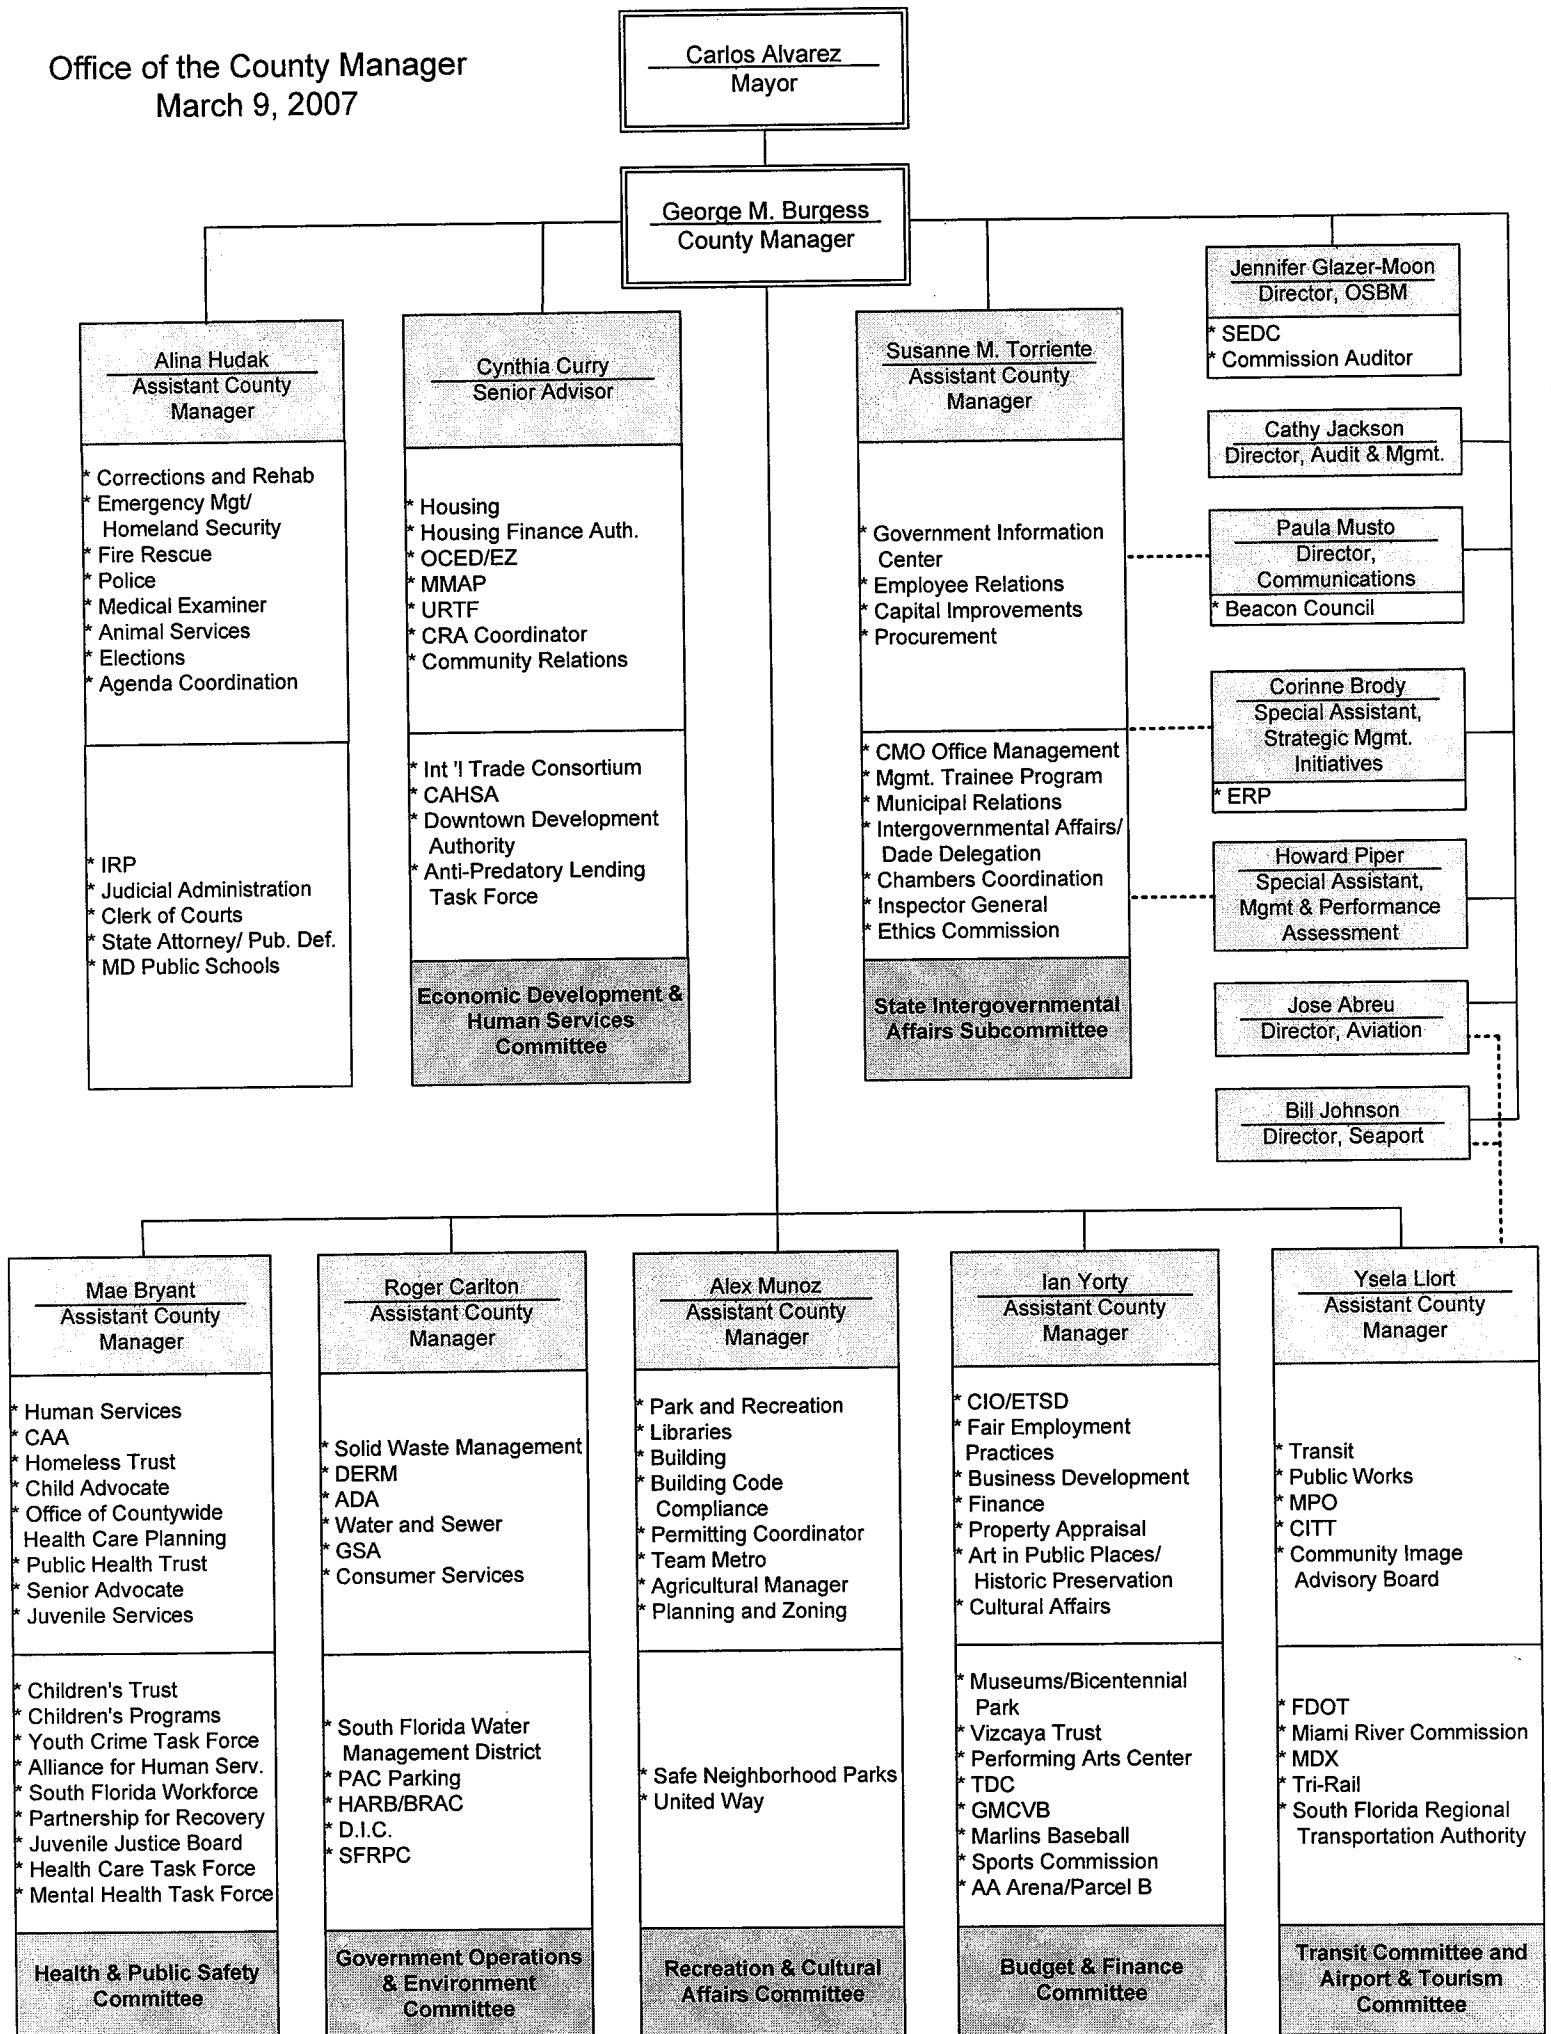 Office of the County Manager
March 9, 2007
Carlos Alvarez
Mayor
George M. Burgess
County Manager
Alina Hudak
Assistant County
Manager
* Corrections and Rehab
* Emergency Mgt/
Homeland Security
* Fire Rescue
* Police
* Medical Examiner
* Animal Services
* Elections
* Agenda Coordination
* IRP
* Judicial Administration
* Clerk of Courts
* State Attorney/ Pub. Def.
* MD Public Schools
Cynthia Curry
Senior Advisor
* Housing
* Housing Finance Auth.
* OCED/EZ
* MMAP
* URTF
* CRA Coordinator
* Community Relations
* Int 'l Trade Consortium
* CAHSA
* Downtown Development
Authority
* Anti-Predatory Lending
Task Force
Economic Development &
Human Services
Committee
Susanne M. Torriente
Assistant County
Manager
* Government Information
Center
* Employee Relations
* Capital Improvements
* Procurement
* CMO Office Management
* Mgmt. Trainee Program
* Municipal Relations
* Intergovernmental Affairs/
Dade Delegation
* Chambers Coordination
* Inspector General
* Ethics Commission
State Intergovernmental
Affairs Subcommittee
Jennifer Glazer-Moon
Director, OSBM
* SEDC
* Commission Auditor
Cathy Jackson
Director, Audit & Mgmt.
Paula Musto
Director,
Communications
* Beacon Council
Corinne Brody
Special Assistant,
Strategic Mgmt.
Initiatives
* ERP
Howard Piper
Special Assistant,
Mgmt & Performance
Assessment
Jose Abreu
Director, Aviation
Bill Johnson
Director, Seaport
Mae Bryant
Assistant County
Manager
* Human Services
* CAA
* Homeless Trust
* Child Advocate
* Office of Countywide
Health Care Planning
* Public Health Trust
* Senior Advocate
* Juvenile Services
* Children's Trust
* Children's Programs
* Youth Crime Task Force
* Alliance for Human Serv.
* South Florida Workforce
* Partnership for Recovery
* Juvenile Justice Board
* Health Care Task Force
* Mental Health Task Force
Health & Public Safety
Committee
Roger Carlton
Assistant County
Manager
* Solid Waste Management
* DERM
* ADA
* Water and Sewer
* GSA
* Consumer Services
* South Florida Water
Management District
* PAC Parking
* HARB/BRAC
* D.I.C.
* SFRPC
Government Operations
& Environment
Committee
Alex Munoz
Assistant County
Manager
* Park and Recreation
* Libraries
* Building
* Building Code
Compliance
* Permitting Coordinator
* Team Metro
* Agricultural Manager
* Planning and Zoning
* Safe Neighborhood Parks
* United Way
Recreation & Cultural
Affairs Committee
Ian Yorty
Assistant County
Manager
* CIO/ETSD
* Fair Employment
Practices
* Business Development
* Finance
* Property Appraisal
* Art in Public Places/
Historic Preservation
* Cultural Affairs
* Museums/Bicentennial
Park
* Vizcaya Trust
* Performing Arts Center
* TDC
* GMCVB
* Marlins Baseball
* Sports Commission
* AA Arena/Parcel B
Budget & Finance
Committee
Ysela Llort
Assistant County
Manager
* Transit
* Public Works
* MPO
* CITT
* Community Image
Advisory Board
* FDOT
* Miami River Commission
* MDX
* Tri-Rail
* South Florida Regional
Transportation Authority
Transit Committee and
Airport & Tourism
Committee